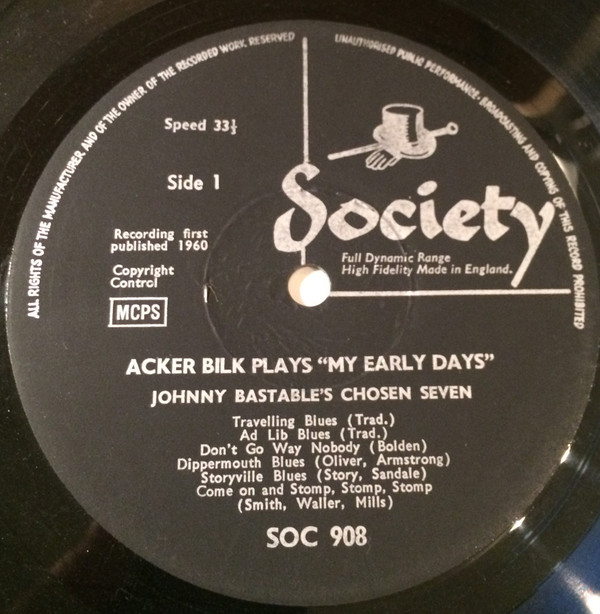 ALL RIGHTS OF THE MANUFACTURER AND OF THE OWNER OF THE RECORDED WORK RESERVED
UNAUTHORISED PUBLIC PERFORMANCE · BROADCASTING AND COPYING OF THIS RECORD PROHIBITED
Speed 33⅓
Side 1
Society
Recording first
published 1960
Full Dynamic Range
High Fidelity Made in England.
Copyright
Control
MCPS
ACKER BILK PLAYS “MY EARLY DAYS”
JOHNNY BASTABLE'S CHOSEN SEVEN
Travelling Blues (Trad.)
Ad Lib Blues (Trad.)
Don't Go Way Nobody (Bolden)
Dippermouth Blues (Oliver, Armstrong)
Storyville Blues (Story, Sandale)
Come on and Stomp, Stomp, Stomp
(Smith, Waller, Mills)
SOC 908